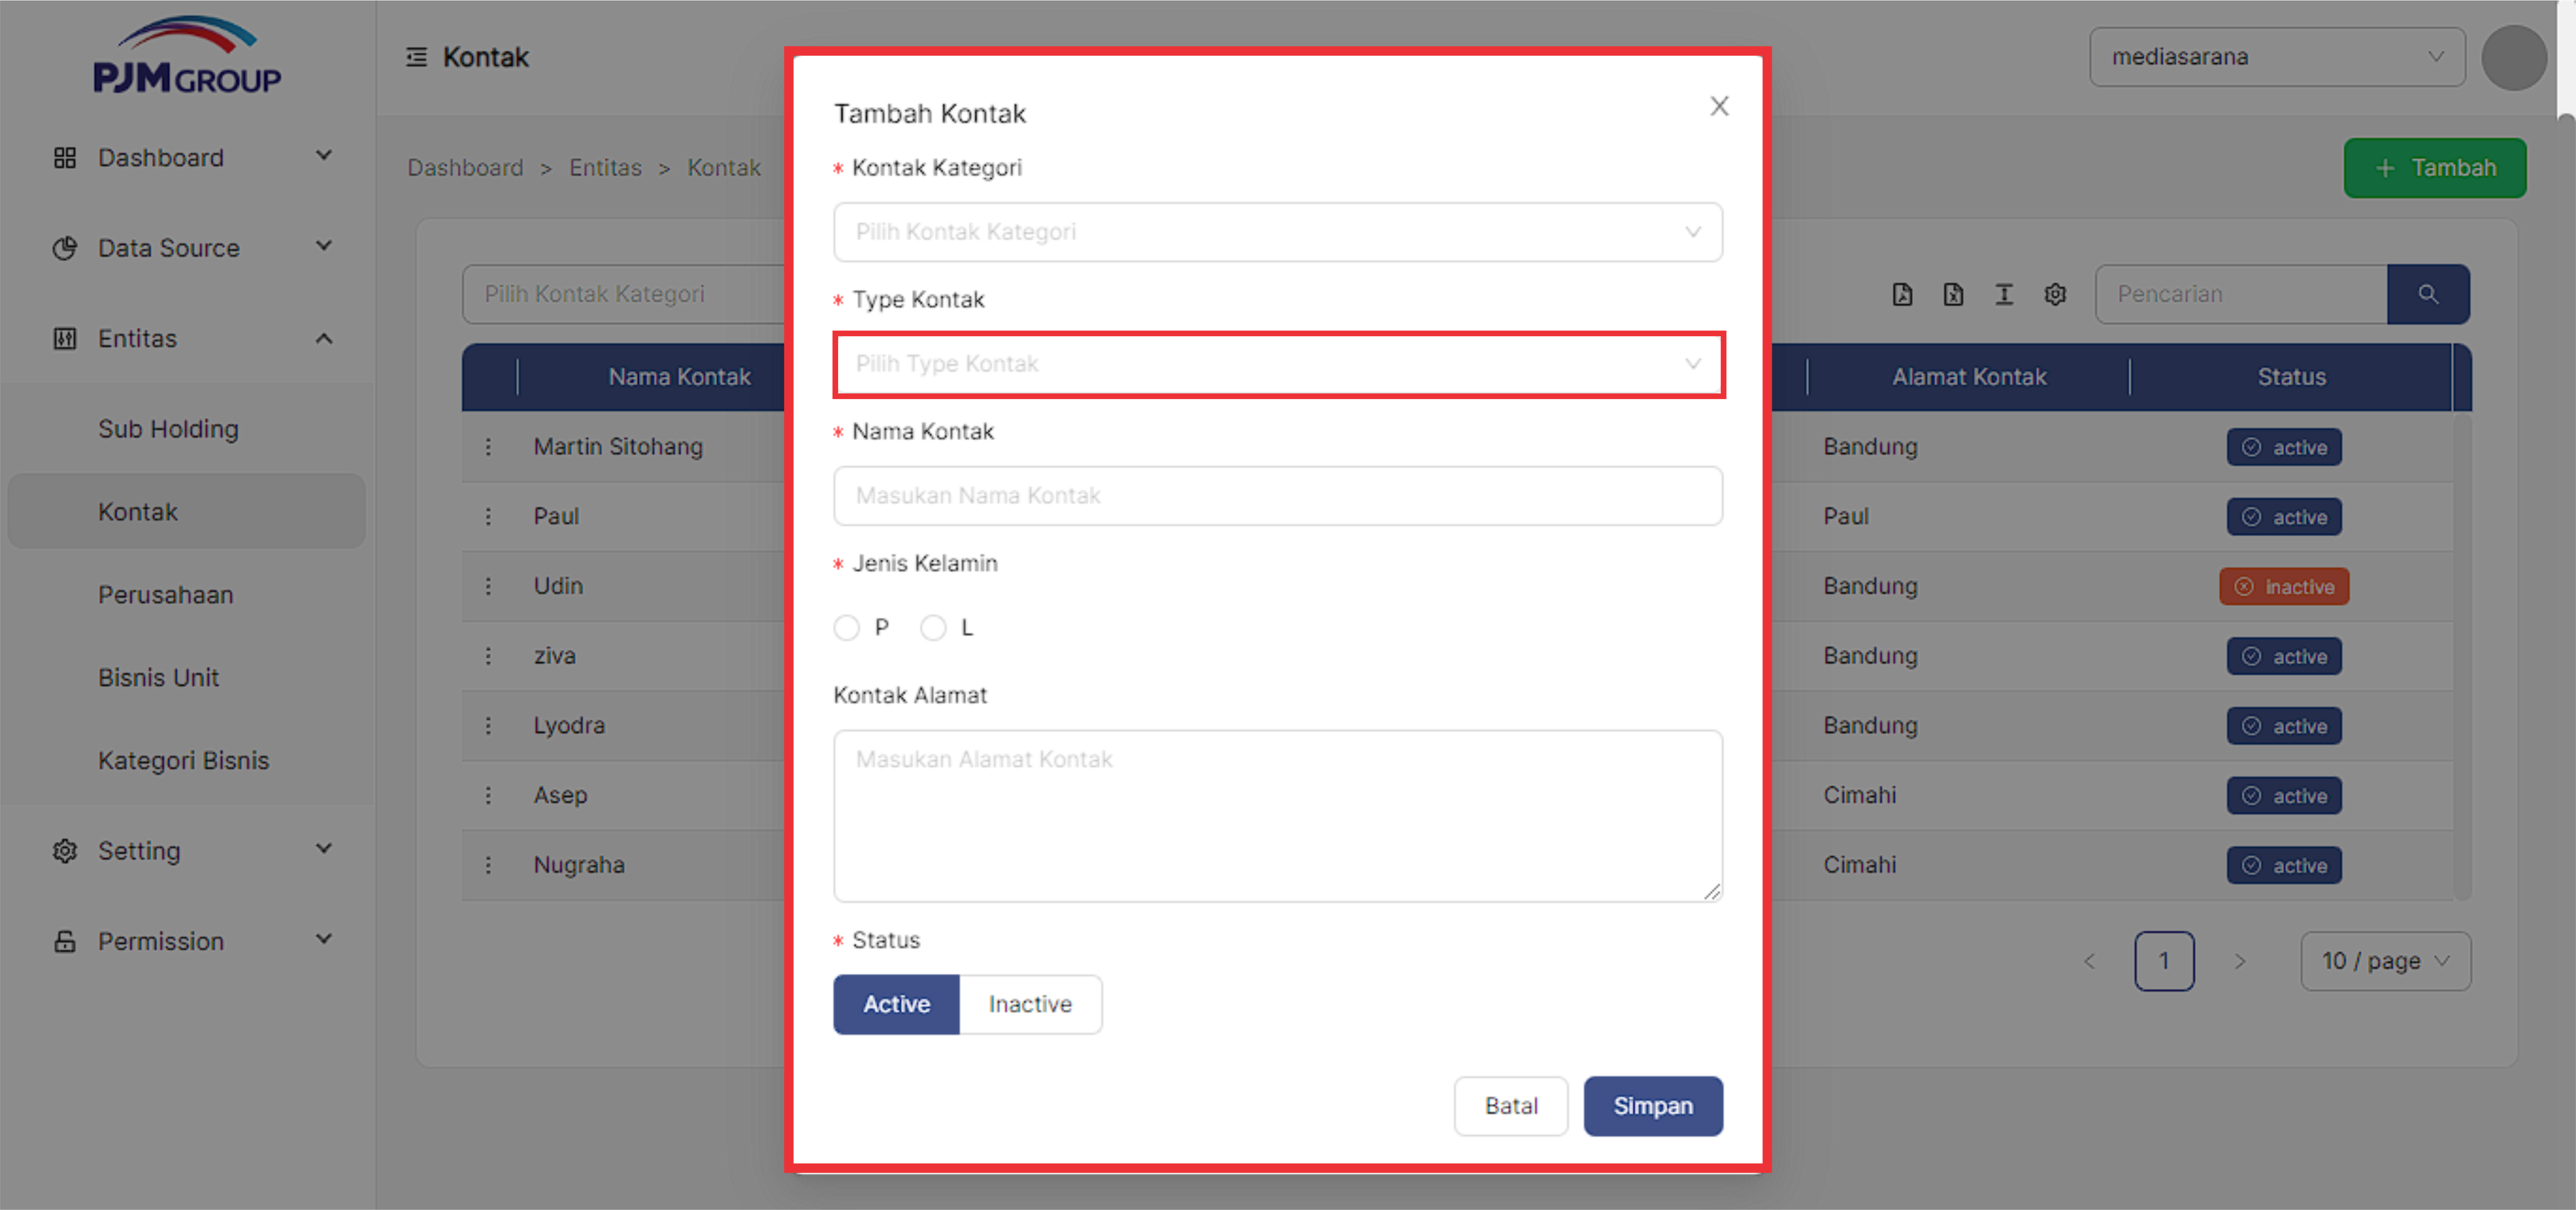 PJM GROUP
Dashboard
Data Source
Entitas
Sub Holding
Kontak
Perusahaan
Bisnis Unit
Kategori Bisnis
Setting
Permission
Kontak
mediasarana
Dashboard > Entitas > Kontak
+ Tambah
Pilih Kontak Kategori
Pencarian
Nama Kontak
Alamat Kontak
Status
Martin Sitohang
Bandung
active
Paul
Paul
active
Udin
Bandung
inactive
ziva
Bandung
active
Lyodra
Bandung
active
Asep
Cimahi
active
Nugraha
Cimahi
active
< 1 >
10 / page
Tambah Kontak
* Kontak Kategori
Pilih Kontak Kategori
* Type Kontak
Pilih Type Kontak
* Nama Kontak
Masukan Nama Kontak
* Jenis Kelamin
P L
Kontak Alamat
Masukan Alamat Kontak
* Status
Active Inactive
Batal Simpan